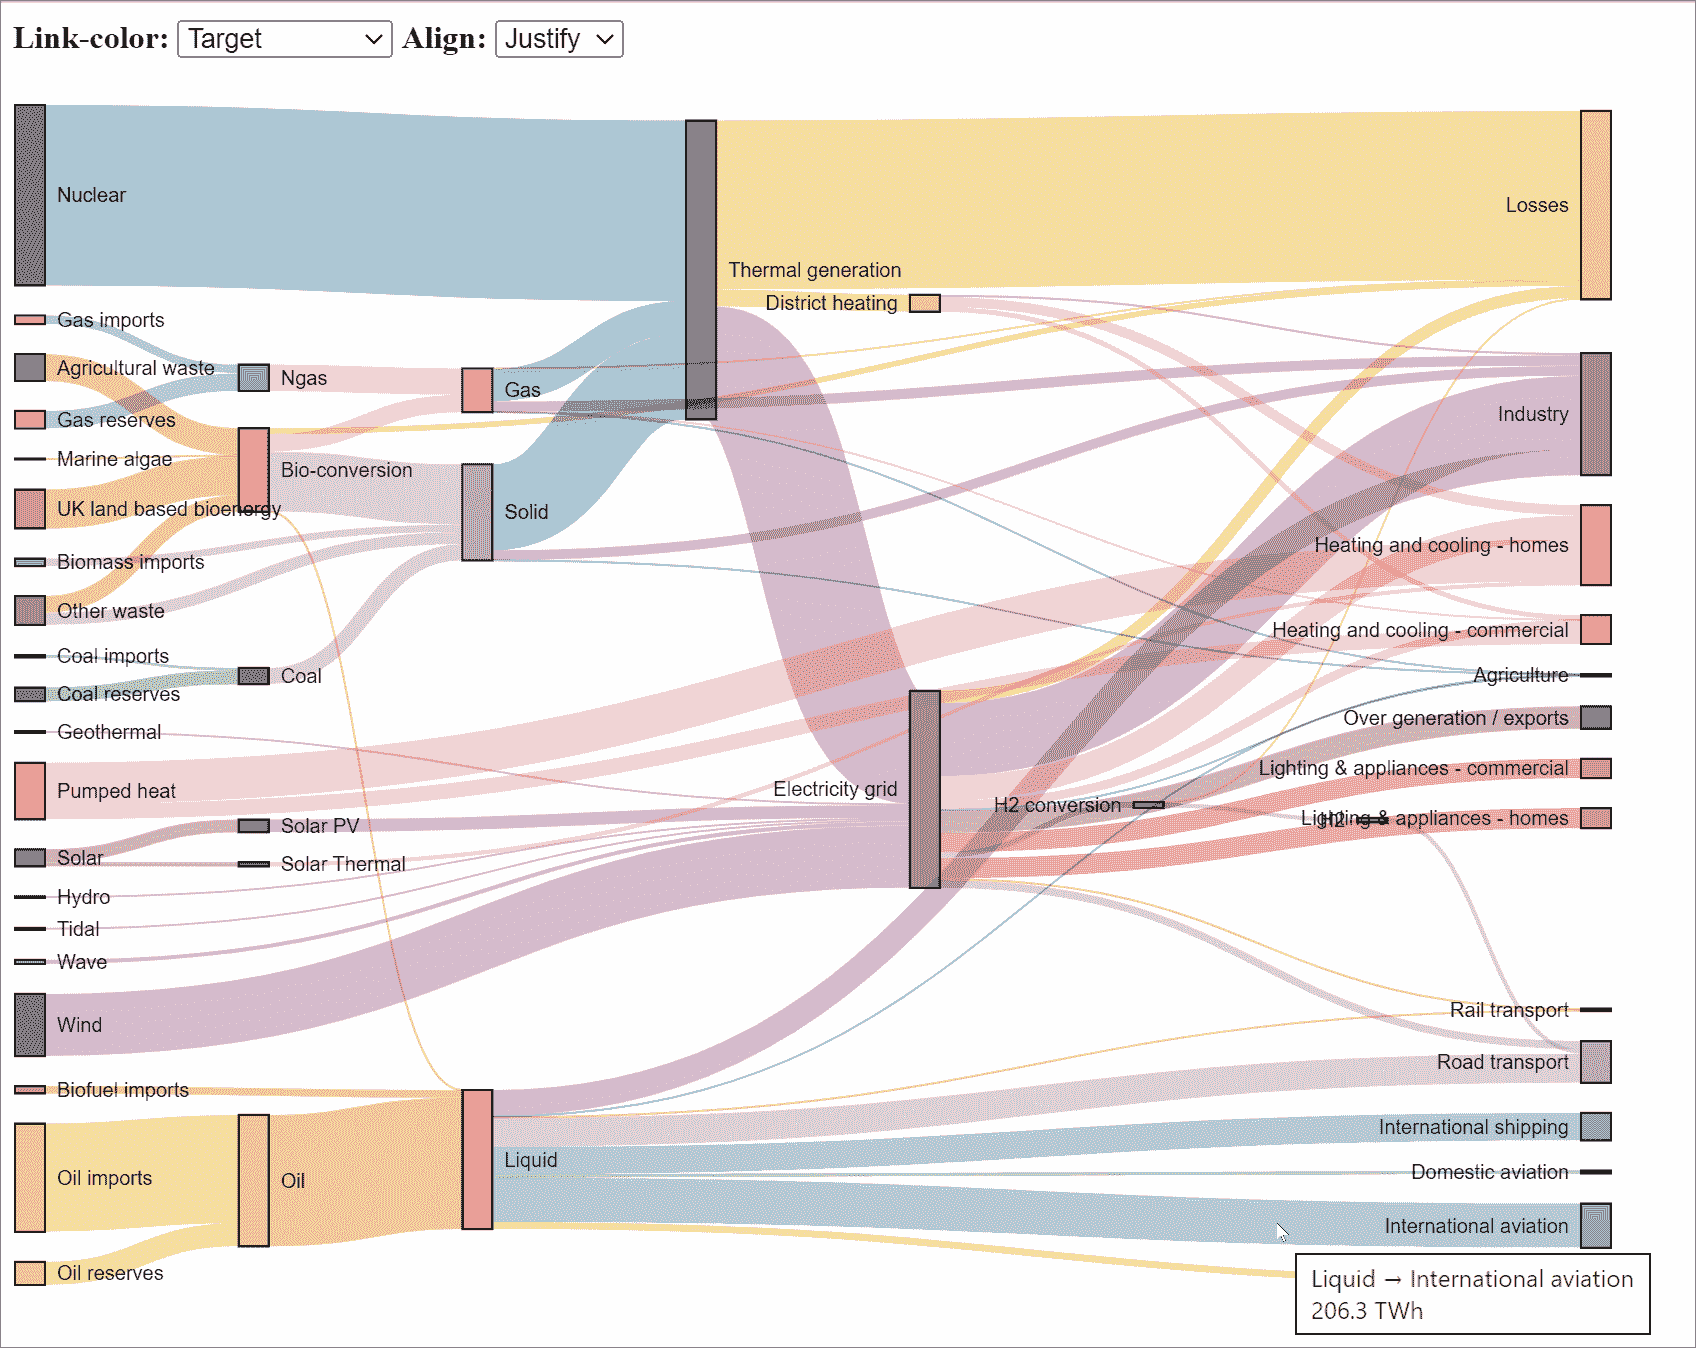 Link-color: Target Align: Justify
Nuclear
Losses
Thermal generation
District heating
Gas imports
Agricultural waste
Ngas
Gas
Gas reserves
Industry
Marine algae
Bio-conversion
UK land based bioenergy
Solid
Heating and cooling - homes
Biomass imports
Other waste
Heating and cooling - commercial
Coal imports
Coal
Agriculture
Coal reserves
Over generation / exports
Geothermal
Lighting & appliances - commercial
Pumped heat
Electricity grid
H2 conversion
H2
Lighting & appliances - homes
Solar PV
Solar
Solar Thermal
Hydro
Tidal
Wave
Rail transport
Wind
Road transport
Biofuel imports
International shipping
Liquid
Domestic aviation
Oil imports
Oil
International aviation
Oil reserves
Liquid → International aviation
206.3 TWh